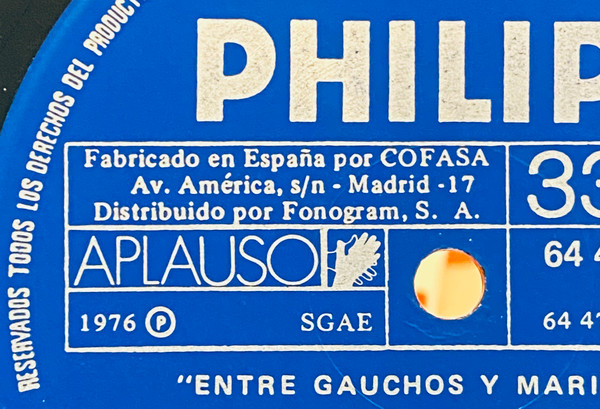 RESERVADOS TODOS LOS DERECHOS DEL
PHILIP
Fabricado en España por COFASA
Av. América, s/n - Madrid -17
Distribuido por Fonogram, S. A.
33
APLAUSO
64 4
1976 Ⓟ SGAE
64 47
"ENTRE GAUCHOS Y MARI